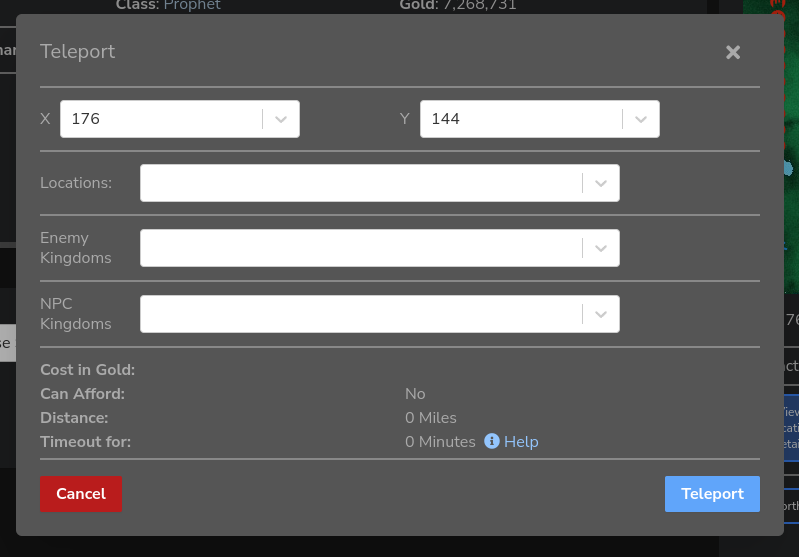 Class: Prophet Gold: 7,268,731
Teleport
X 176 Y 144
Locations:
Enemy
Kingdoms
NPC
Kingdoms
Cost in Gold:
Can Afford: No
Distance: 0 Miles
Timeout for: 0 Minutes Help
Cancel Teleport